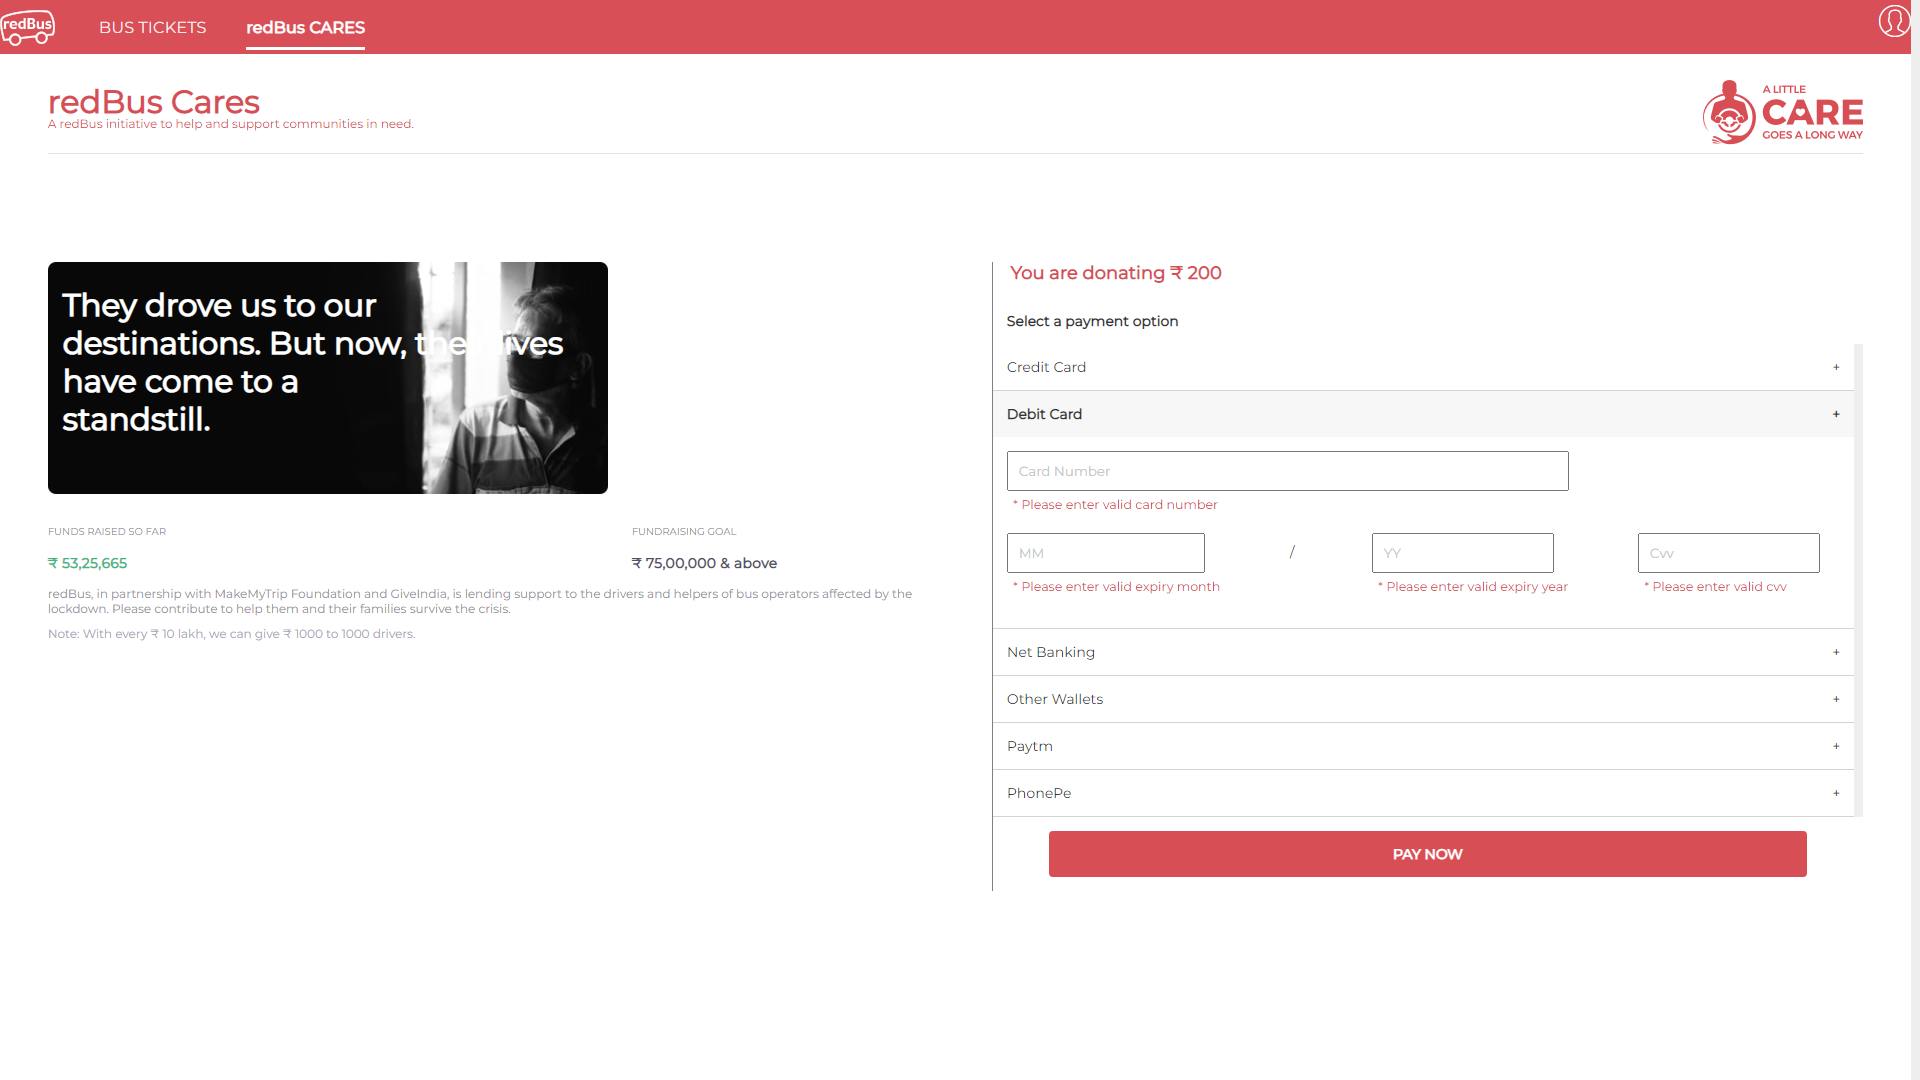 redBus
BUS TICKETS
redBus CARES
redBus Cares
A redBus initiative to help and support communities in need.
A LITTLE
CARE
GOES A LONG WAY
They drove us to our
destinations. But now, their lives
have come to a
standstill.
FUNDS RAISED SO FAR
₹ 53,25,665
FUNDRAISING GOAL
₹ 75,00,000 & above
redBus, in partnership with MakeMyTrip Foundation and GiveIndia, is lending support to the drivers and helpers of bus operators affected by the
lockdown. Please contribute to help them and their families survive the crisis.
Note: With every ₹ 10 lakh, we can give ₹ 1000 to 1000 drivers.
You are donating ₹ 200
Select a payment option
Credit Card +
Debit Card +
Card Number
* Please enter valid card number
MM / YY Cvv
* Please enter valid expiry month * Please enter valid expiry year * Please enter valid cvv
Net Banking +
Other Wallets +
Paytm +
PhonePe +
PAY NOW